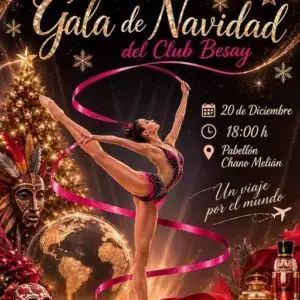 Gala de Navidad
del Club Besay
20 de Diciembre
18:00 h
Pabellón
Chano Melián
Un viaje
por el mundo